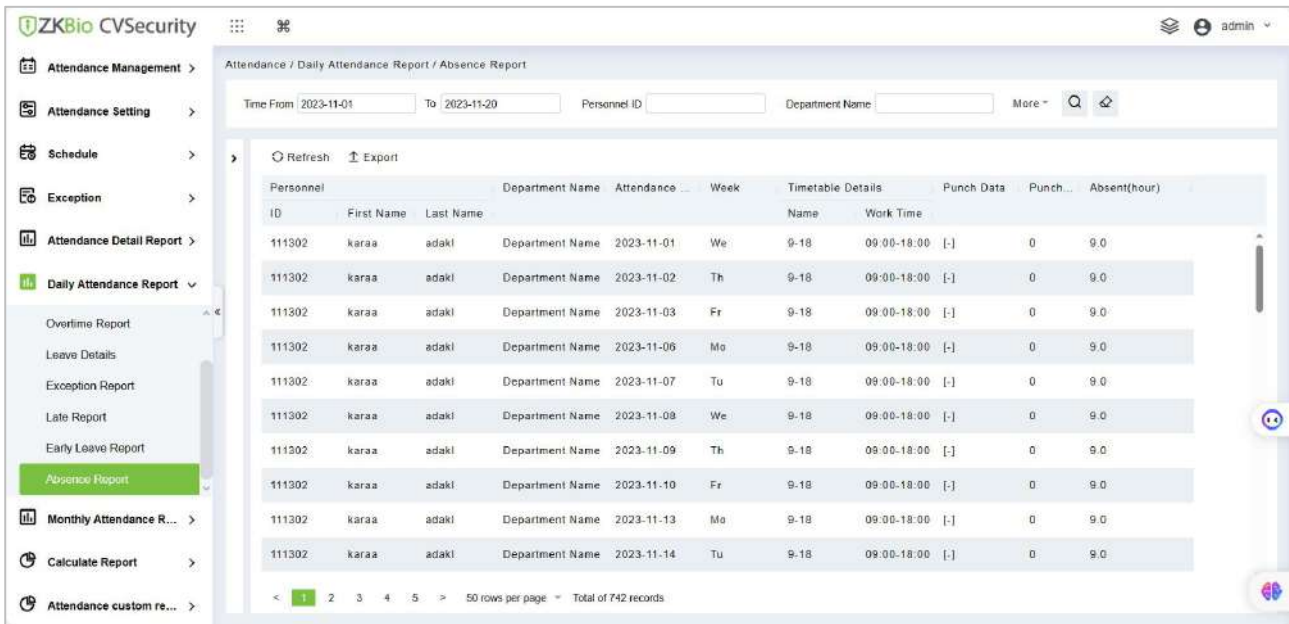 ZKBio CVSecurity
admin
Attendance Management
Attendance Setting
Schedule
Exception
Attendance Detail Report
Daily Attendance Report
Overtime Report
Leave Details
Exception Report
Late Report
Early Leave Report
Absence Report
Monthly Attendance R...
Calculate Report
Attendance custom re...
Attendance / Daily Attendance Report / Absence Report
Time From 2023-11-01 To 2023-11-20 Personnel ID Department Name More
Refresh Export
Personnel Department Name Attendance ... Week Timetable Details Punch Data Punch... Absent(hour)
ID First Name Last Name Name Work Time
111302 karaa adakl Department Name 2023-11-01 We 9-18 09:00-18:00 [-] 0 9.0
111302 karaa adakl Department Name 2023-11-02 Th 9-18 09:00-18:00 [-] 0 9.0
111302 karaa adakl Department Name 2023-11-03 Fr 9-18 09:00-18:00 [-] 0 9.0
111302 karaa adakl Department Name 2023-11-06 Mo 9-18 09:00-18:00 [-] 0 9.0
111302 karaa adakl Department Name 2023-11-07 Tu 9-18 09:00-18:00 [-] 0 9.0
111302 karaa adakl Department Name 2023-11-08 We 9-18 09:00-18:00 [-] 0 9.0
111302 karaa adakl Department Name 2023-11-09 Th 9-18 09:00-18:00 [-] 0 9.0
111302 karaa adakl Department Name 2023-11-10 Fr 9-18 09:00-18:00 [-] 0 9.0
111302 karaa adakl Department Name 2023-11-13 Mo 9-18 09:00-18:00 [-] 0 9.0
111302 karaa adakl Department Name 2023-11-14 Tu 9-18 09:00-18:00 [-] 0 9.0
< 1 2 3 4 5 > 50 rows per page Total of 742 records